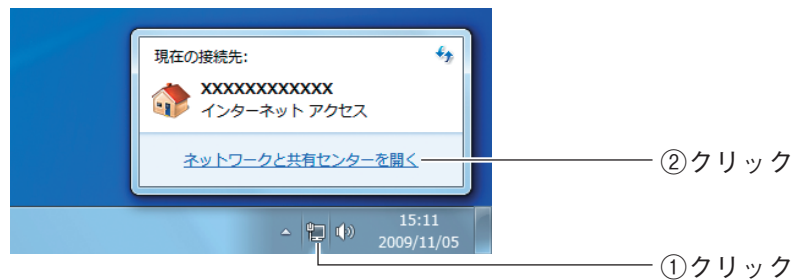 現在の接続先:
XXXXXXXXXXXX
インターネット アクセス
ネットワークと共有センターを開く
②クリック
15:11
2009/11/05
①クリック